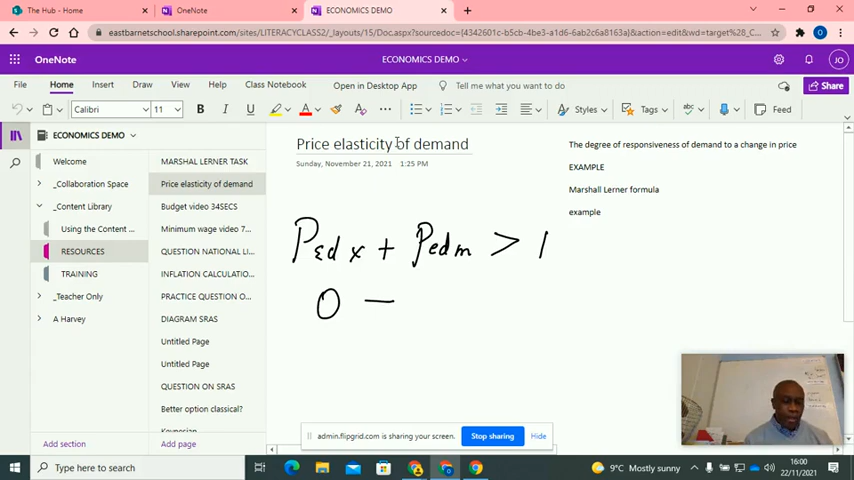 The Hub - Home
OneNote
ECONOMICS DEMO
eastbarnetschool.sharepoint.com/sites/LITERACYCLASS2/_layouts/15/Doc.aspx?sourcedoc={4342601c-b5cb-4be3-a1d6-6ab2c6a8163a}&action=edit&wd=target%28_C...
OneNote
ECONOMICS DEMO
JO
File
Home
Insert
Draw
View
Help
Class Notebook
Open in Desktop App
Tell me what you want to do
Share
Calibri
11
B
I
U
A
Styles
Tags
abc
Feed
ECONOMICS DEMO
Welcome
_Collaboration Space
_Content Library
Using the Content ...
RESOURCES
TRAINING
_Teacher Only
A Harvey
Add section
MARSHAL LERNER TASK
Price elasticity of demand
Budget video 34SECS
Minimum wage video 7...
QUESTION NATIONAL LI...
INFLATION CALCULATIO...
PRACTICE QUESTION O...
DIAGRAM SRAS
Untitled Page
Untitled Page
QUESTION ON SRAS
Better option classical?
Keynesian
Add page
Price elasticity of demand
Sunday, November 21, 2021 1:25 PM
The degree of responsiveness of demand to a change in price
EXAMPLE
Marshall Lerner formula
example
Pεd x + Pedm > 1
0 —
admin.flipgrid.com is sharing your screen.
Stop sharing
Hide
Type here to search
9°C Mostly sunny
16:00
22/11/2021